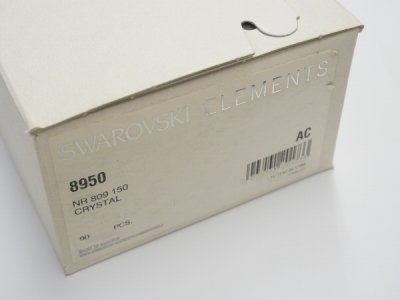 SWAROVSKI ELEMENTS
8950
AC
NR 809 150
CRYSTAL
90 PCS.